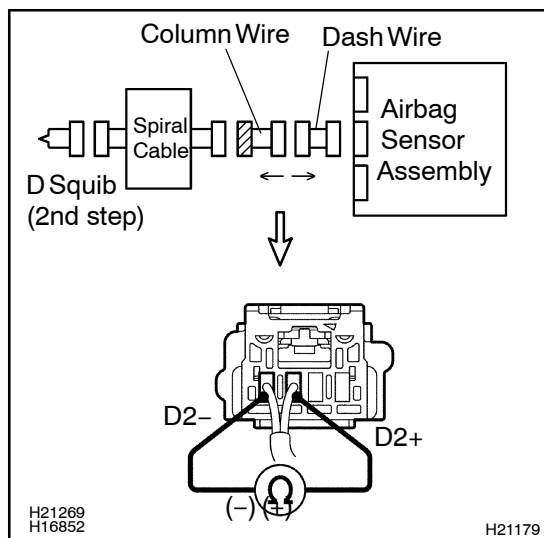 Column Wire
Dash Wire
Spiral
Cable
Airbag
Sensor
Assembly
D Squib
(2nd step)
D2−
D2+
Ω
(−) (+)
H21269
H16852
H21179